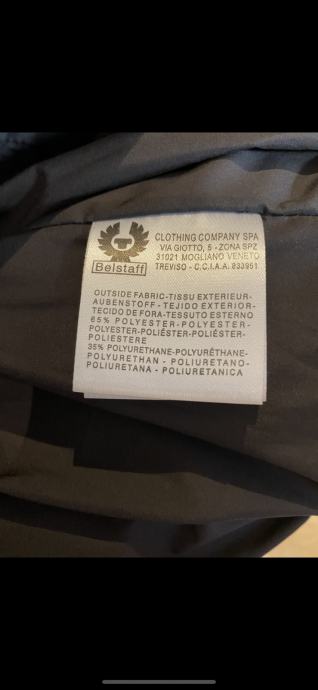 Belstaff
CLOTHING COMPANY SPA
VIA GIOTTO, 5 - ZONA SPZ
31021 MOGLIANO VENETO
TREVISO - C.C.I.A.A. 833951
OUTSIDE FABRIC-TISSU EXTERIEUR-
AUBENSTOFF - TEJIDO EXTERIOR-
TECIDO DE FORA-TESSUTO ESTERNO
65% POLYESTER-POLYESTER-
POLYESTER-POLIÉSTER-POLIÉSTER-
POLIESTERE
35% POLYURETHANE-POLYURÉTHANE-
POLYURETHAN - POLIURETANO-
POLIURETANA - POLIURETANICA